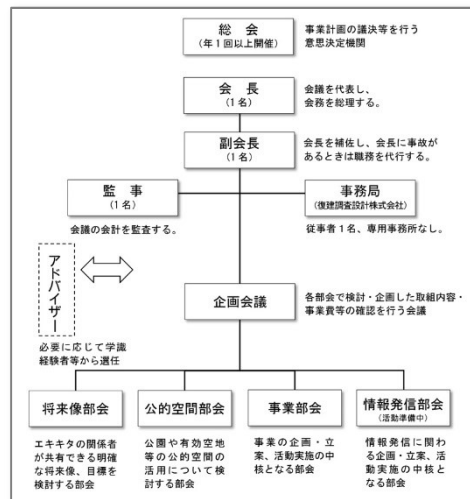 総会
（年１回以上開催）
事業計画の議決等を行う
意思決定機関
会長
（1名）
会議を代表し、
会務を総理する。
副会長
（1名）
会長を補佐し、会長に事故が
あるときは職務を代行する。
監事
（1名）
会議の会計を監査する。
事務局
（復建調査設計株式会社）
従事者１名、専用事務所なし。
アドバイザー
必要に応じて学識
経験者等から選任
企画会議
各部会で検討・企画した取組内容・
事業費等の確認を行う会議
将来像部会
エキキタの関係者
が共有できる明確
な将来像、目標を
検討する部会
公的空間部会
公園や有効空地
等の公的空間の
活用について検
討する部会
事業部会
事業の企画・立
案、活動実施の中
核となる部会
情報発信部会
（活動準備中）
情報発信に関わ
る企画・立案、活
動実施の中核と
なる部会